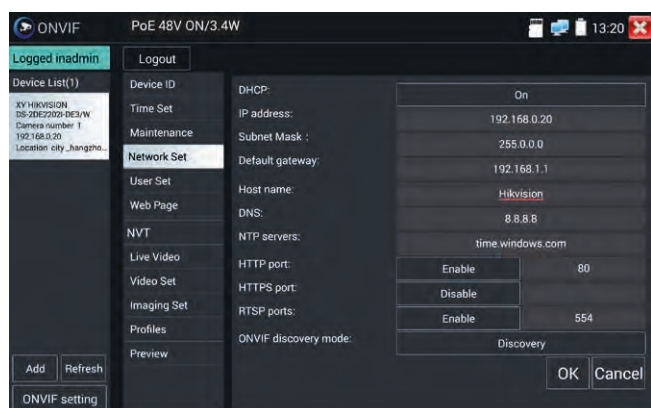 ONVIF
PoE 48V ON/3.4W
13:20
Logged inadmin
Logout
Device List(1)
XY HIKVISION
DS-2DE2202I-DE3/W
Camera number 1
192.168.0.20
Location city_hangzho...
Device ID
Time Set
Maintenance
Network Set
User Set
Web Page
NVT
Live Video
Video Set
Imaging Set
Profiles
Preview
DHCP: On
IP address: 192.168.0.20
Subnet Mask : 255.0.0.0
Default gateway: 192.168.1.1
Host name: Hikvision
DNS: 8.8.8.8
NTP servers: time.windows.com
HTTP port: Enable 80
HTTPS port: Disable
RTSP ports: Enable 554
ONVIF discovery mode: Discovery
Add Refresh
OK Cancel
ONVIF setting